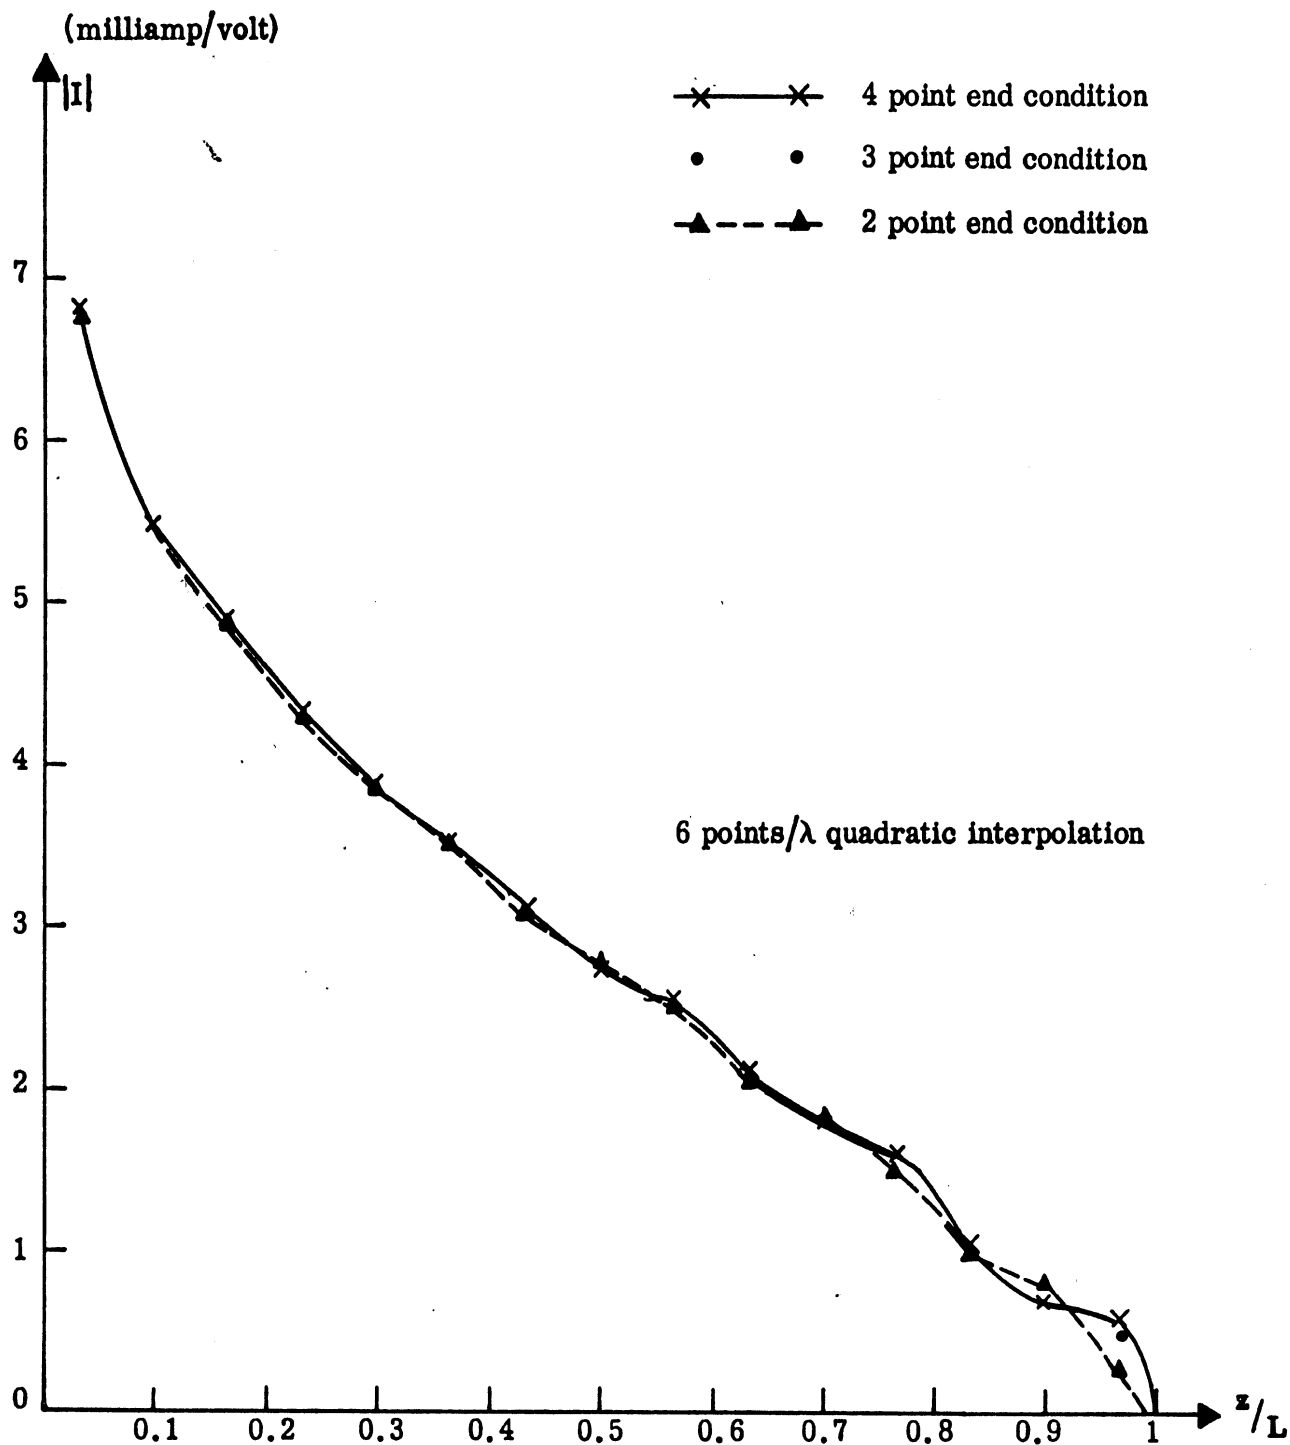 (milliamp/volt)
|I|
4 point end condition
3 point end condition
2 point end condition
7
6
5
4
6 points/λ quadratic interpolation
3
2
1
0
0.1 0.2 0.3 0.4 0.5 0.6 0.7 0.8 0.9 1
z/L